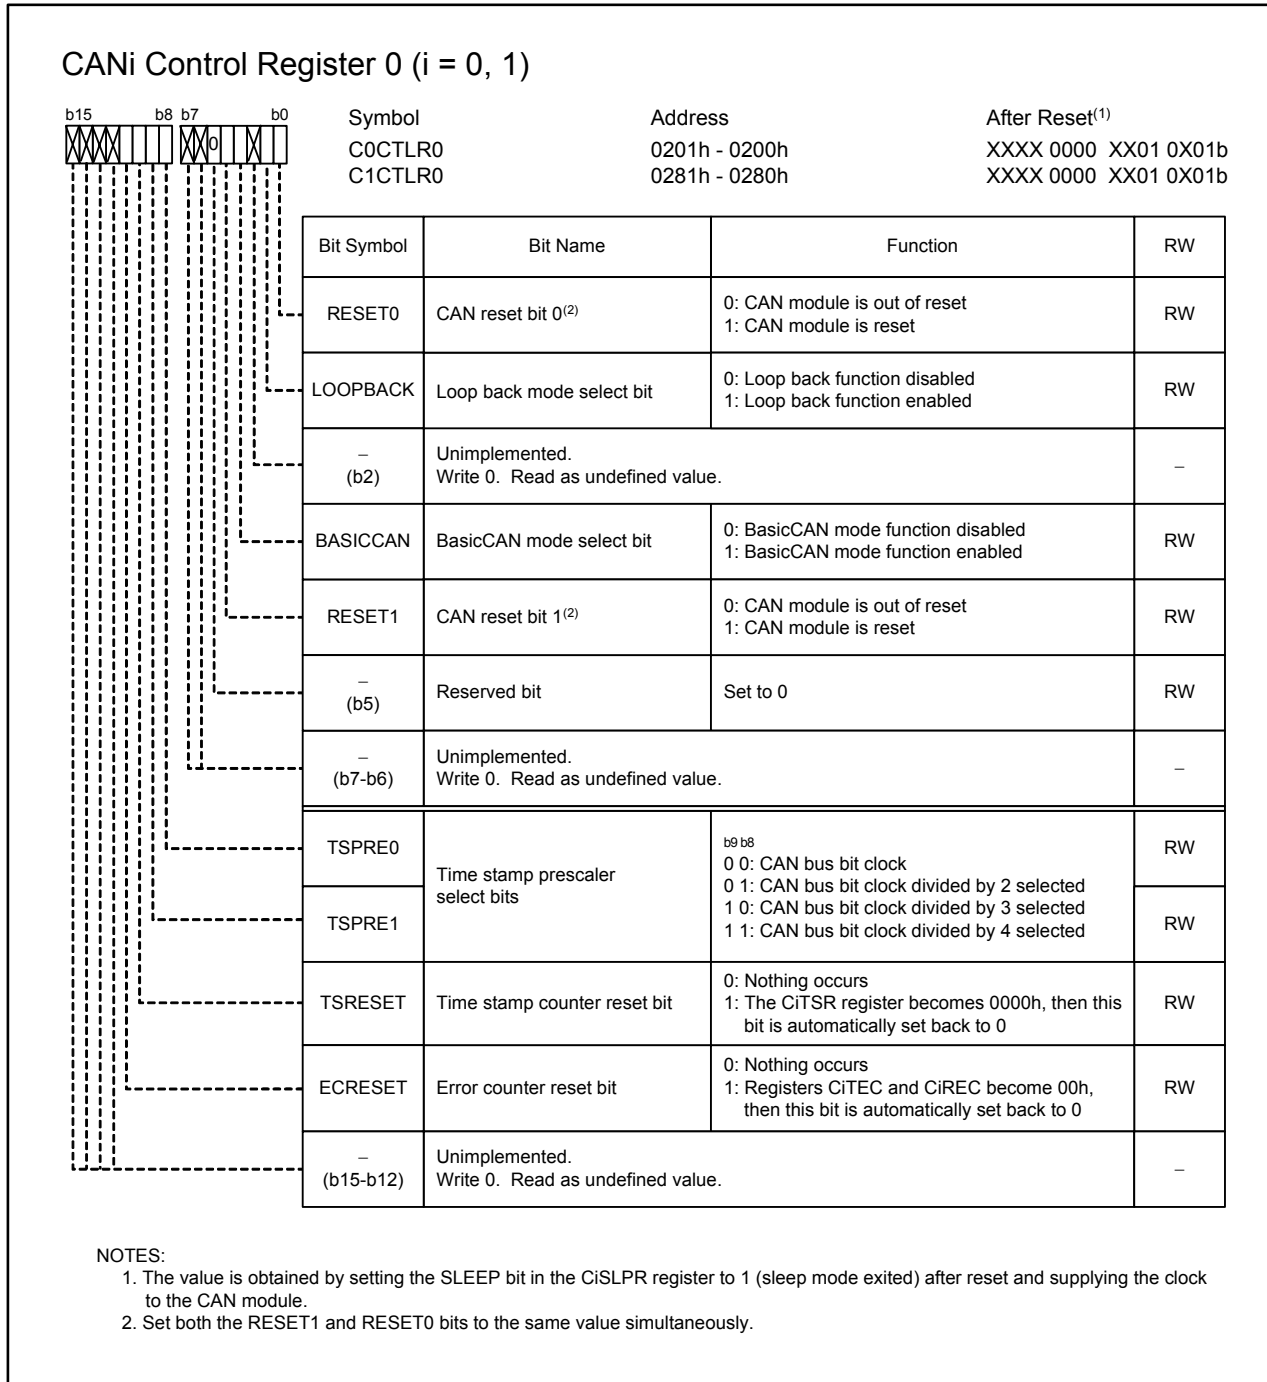 CANi Control Register 0 (i = 0, 1)
b15 b8 b7 b0
Symbol Address After Reset(1)
0
C0CTLR0 0201h - 0200h XXXX 0000 XX01 0X01b
C1CTLR0 0281h - 0280h XXXX 0000 XX01 0X01b
Bit Symbol Bit Name Function RW
RESET0 CAN reset bit 0(2) 0: CAN module is out of reset RW
1: CAN module is reset
LOOPBACK Loop back mode select bit 0: Loop back function disabled RW
1: Loop back function enabled
– Unimplemented. –
(b2) Write 0. Read as undefined value.
BASICCAN BasicCAN mode select bit 0: BasicCAN mode function disabled RW
1: BasicCAN mode function enabled
RESET1 CAN reset bit 1(2) 0: CAN module is out of reset RW
1: CAN module is reset
– Reserved bit Set to 0 RW
(b5)
– Unimplemented. –
(b7-b6) Write 0. Read as undefined value.
TSPRE0 Time stamp prescaler b9 b8 RW
select bits 0 0: CAN bus bit clock
0 1: CAN bus bit clock divided by 2 selected
TSPRE1 1 0: CAN bus bit clock divided by 3 selected RW
1 1: CAN bus bit clock divided by 4 selected
TSRESET Time stamp counter reset bit 0: Nothing occurs RW
1: The CiTSR register becomes 0000h, then this
bit is automatically set back to 0
ECRESET Error counter reset bit 0: Nothing occurs RW
1: Registers CiTEC and CiREC become 00h,
then this bit is automatically set back to 0
– Unimplemented. –
(b15-b12) Write 0. Read as undefined value.
NOTES:
1. The value is obtained by setting the SLEEP bit in the CiSLPR register to 1 (sleep mode exited) after reset and supplying the clock
to the CAN module.
2. Set both the RESET1 and RESET0 bits to the same value simultaneously.